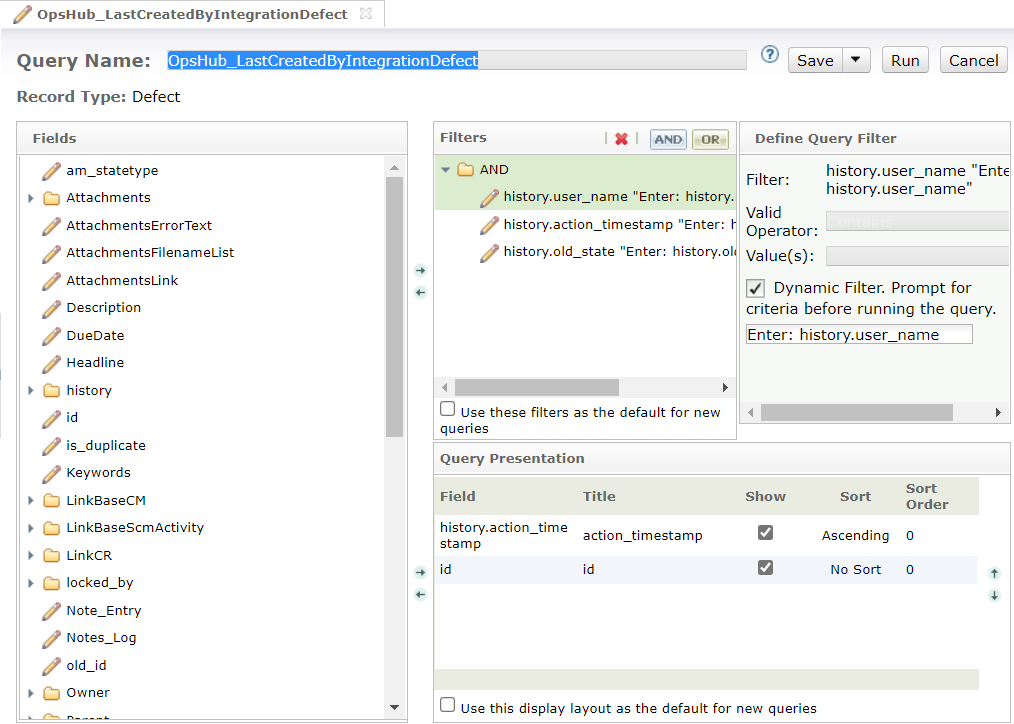 OpsHub_LastCreatedByIntegrationDefect
Query Name: OpsHub_LastCreatedByIntegrationDefect ? Save Run Cancel
Record Type: Defect
Fields
am_statetype
Attachments
AttachmentsErrorText
AttachmentsFilenameList
AttachmentsLink
Description
DueDate
Headline
history
id
is_duplicate
Keywords
LinkBaseCM
LinkBaseScmActivity
LinkCR
locked_by
Note_Entry
Notes_Log
old_id
Owner
Parent
Filters AND OR
AND
history.user_name "Enter: history.
history.action_timestamp "Enter: h
history.old_state "Enter: history.ol
Use these filters as the default for new
queries
Define Query Filter
Filter: history.user_name "Ente
history.user_name"
Valid
Operator:
Value(s):
Dynamic Filter. Prompt for
criteria before running the query.
Enter: history.user_name
Query Presentation
Field Title Show Sort Sort
Order
history.action_time
stamp action_timestamp Ascending 0
id id No Sort 0
Use this display layout as the default for new queries